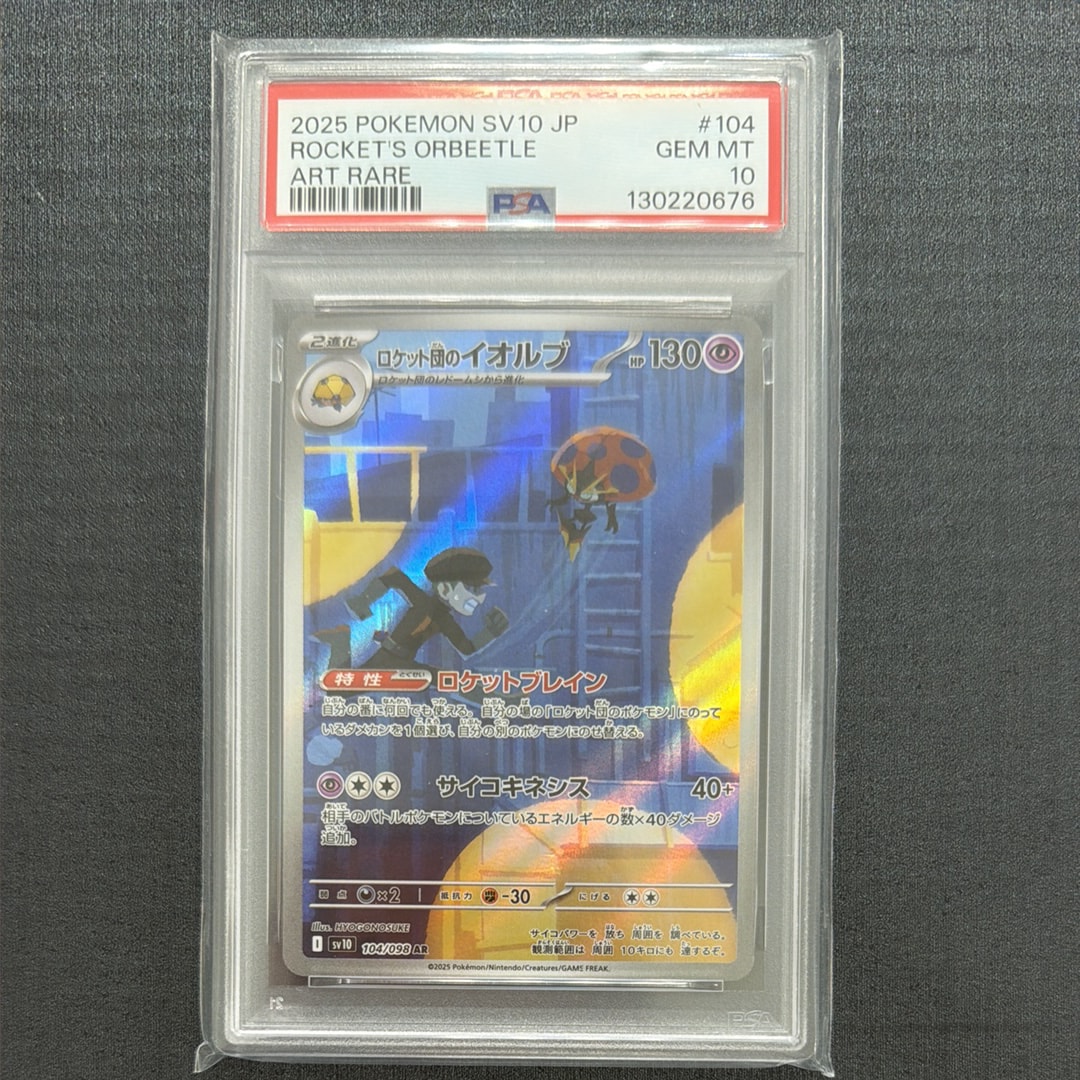 2025 POKEMON SV10 JP #104
ROCKET'S ORBEETLE GEM MT
ART RARE 10
PSA 130220676
2進化
ロケット団のイオルブ HP 130
ロケット団のレドームシから進化
特性 ロケットブレイン
自分の番に何回でも使える。自分の場の「ロケット団のポケモン」にのって
いるダメカンを1個選び、自分の別のポケモンにのせ替える。
サイコキネシス 40+
相手のバトルポケモンについているエネルギーの数×40ダメージ
追加。
弱点 ×2 抵抗力 -30 にげる
Illus. HYOGONOSUKE
I SV10 104/098 AR
サイコパワーを放ち周囲を調べている。
観測範囲は周囲10キロにも達するぞ。
©2025 Pokémon/Nintendo/Creatures/GAME FREAK.
PSA